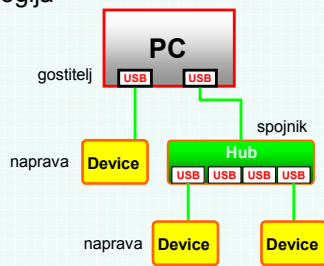 PC
gostitelj
USB USB
spojnik
naprava
Device
Hub
USB USB USB USB
naprava
Device
Device